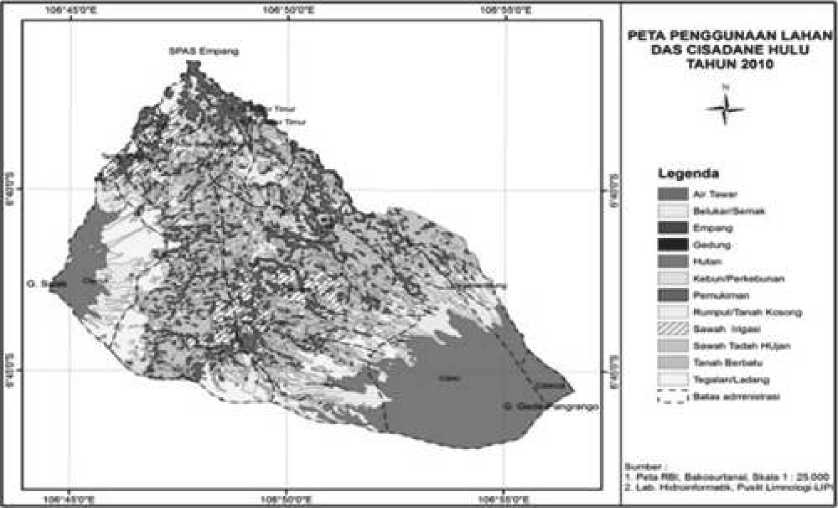 106°45'0"E 106°50'0"E 106°55'0"E
SPAS Empang
Timur
Timur
6°40'0"S 6°40'0"S
G. Salak
6°45'0"S 6°45'0"S
G. Gede Pangrango
106°45'0"E 106°50'0"E 106°55'0"E
PETA PENGGUNAAN LAHAN
DAS CISADANE HULU
TAHUN 2010
N
Legenda
Air Tawar
Belukar/Semak
Empang
Gedung
Hutan
Kebun/Perkebunan
Pemukiman
Rumput/Tanah Kosong
Sawah Irigasi
Sawah Tadah HUjan
Tanah Berbatu
Tegalan/Ladang
Batas administrasi
Sumber :
1. Peta RBI, Bakosurtanal, Skala 1 : 25.000
2. Lab. Hidroinformatik, Puslit Limnologi-LIPI